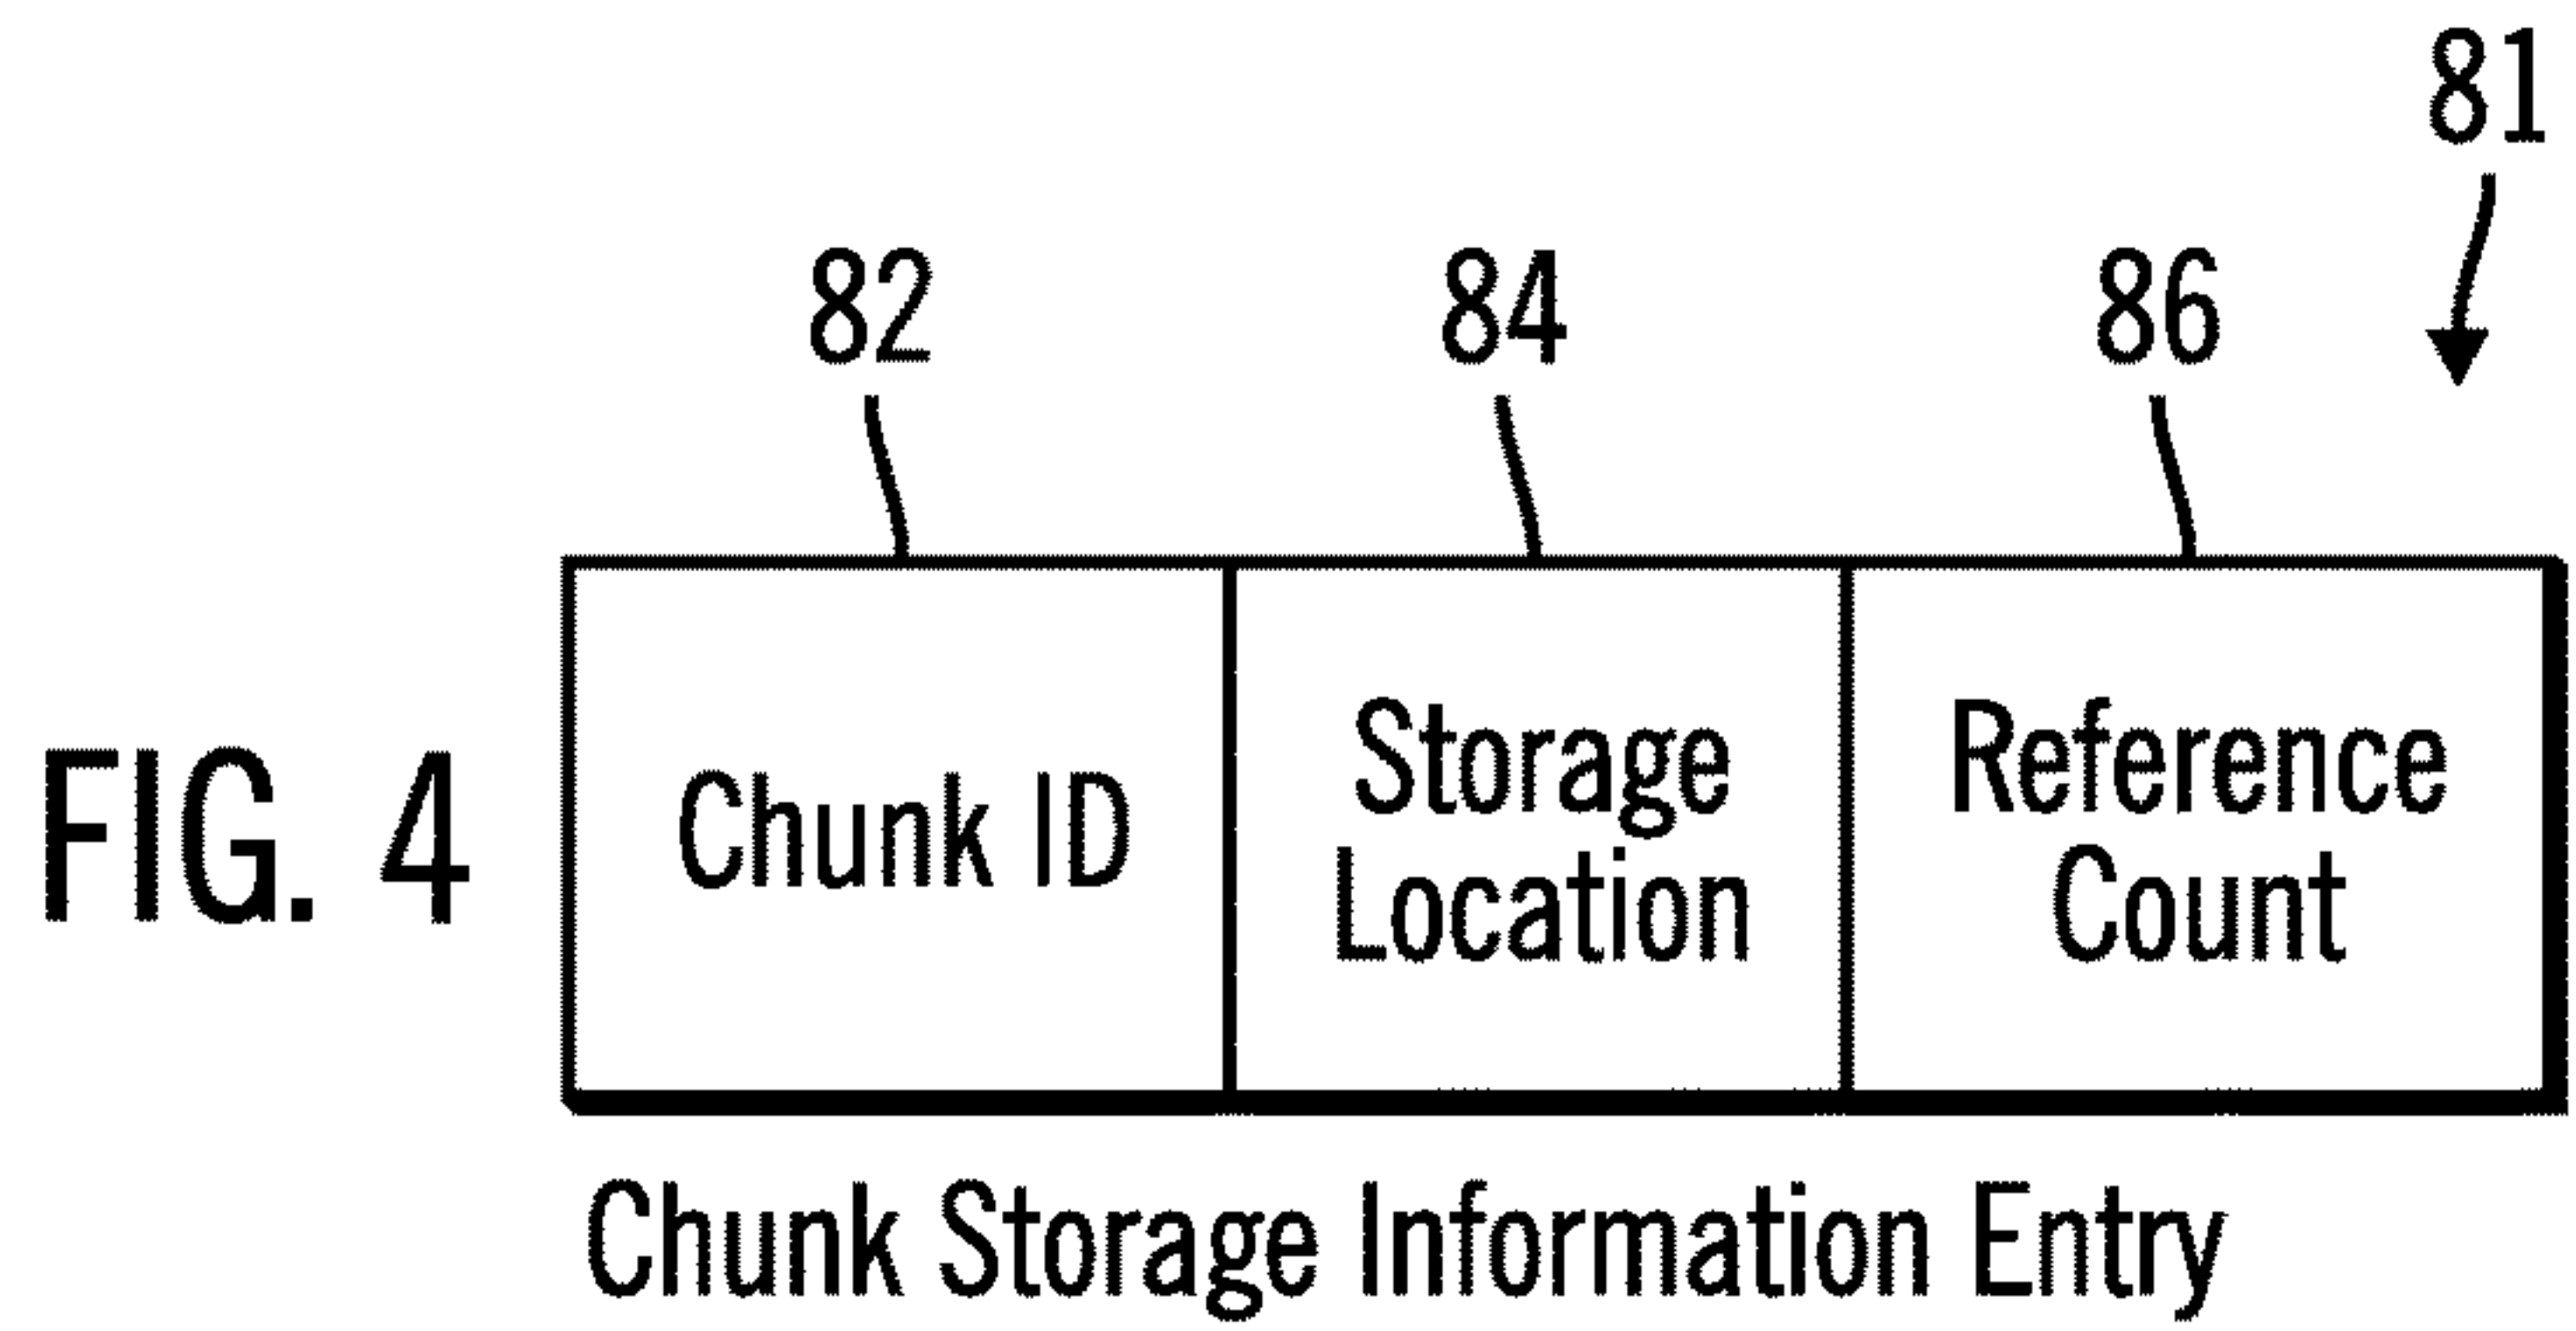 81
82 84 86
FIG. 4
Chunk ID
Storage
Location
Reference
Count
Chunk Storage Information Entry